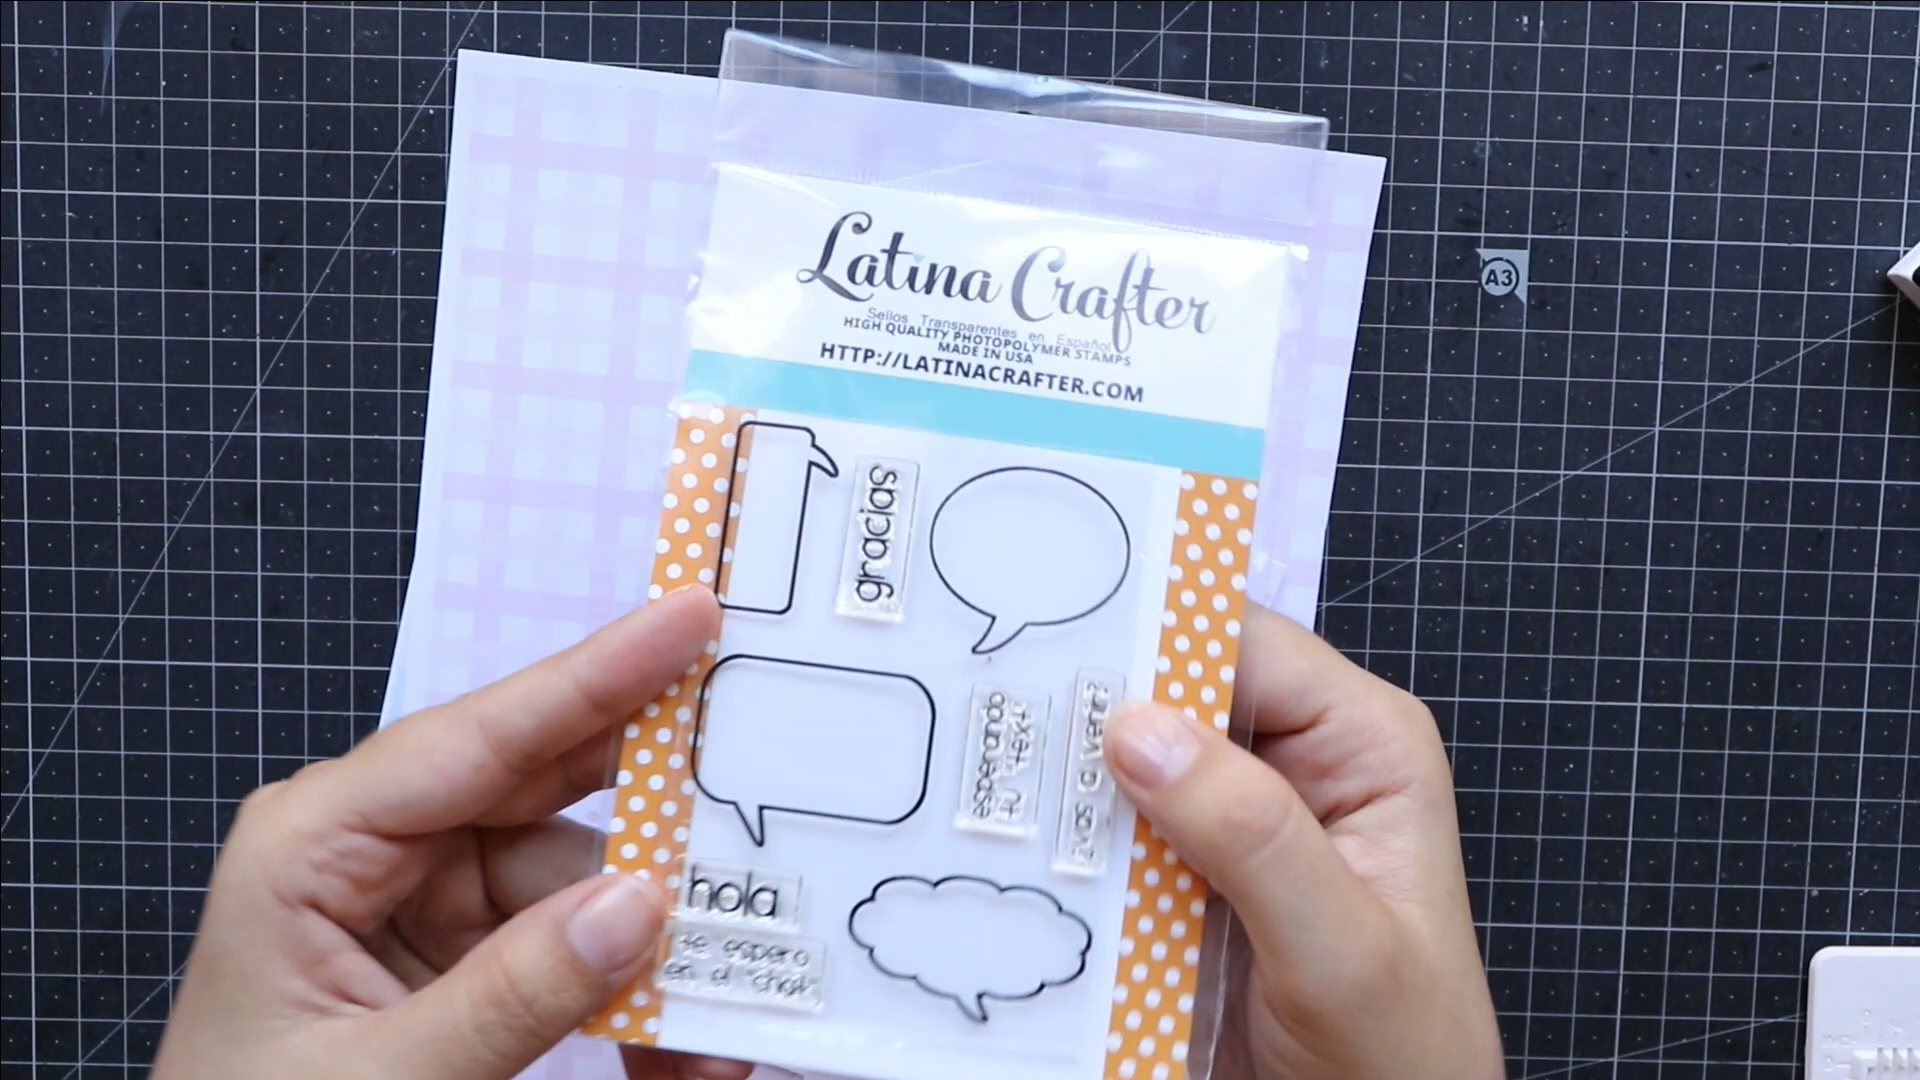 Latina Crafter
Sellos Transparentes en Español
HIGH QUALITY PHOTOPOLYMER STAMPS
MADE IN USA
HTTP://LATINACRAFTER.COM
gracias
esperando
tu "text"
¿vas a venir?
hola
te espero
en el "chat"
A3